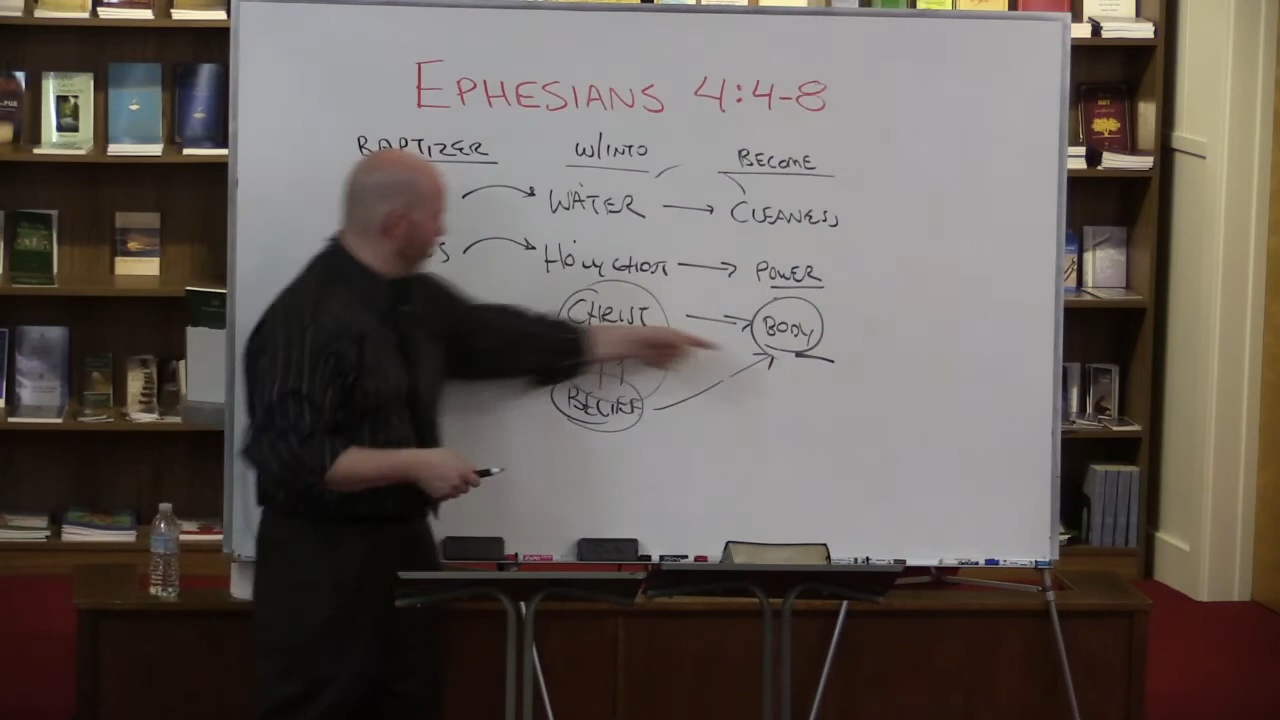 EPHESIANS 4:4-8
BAPTIZER W/INTO BECOME
WATER CLEANESS
HOLY GHOST POWER
CHRIST BODY
BELIEF